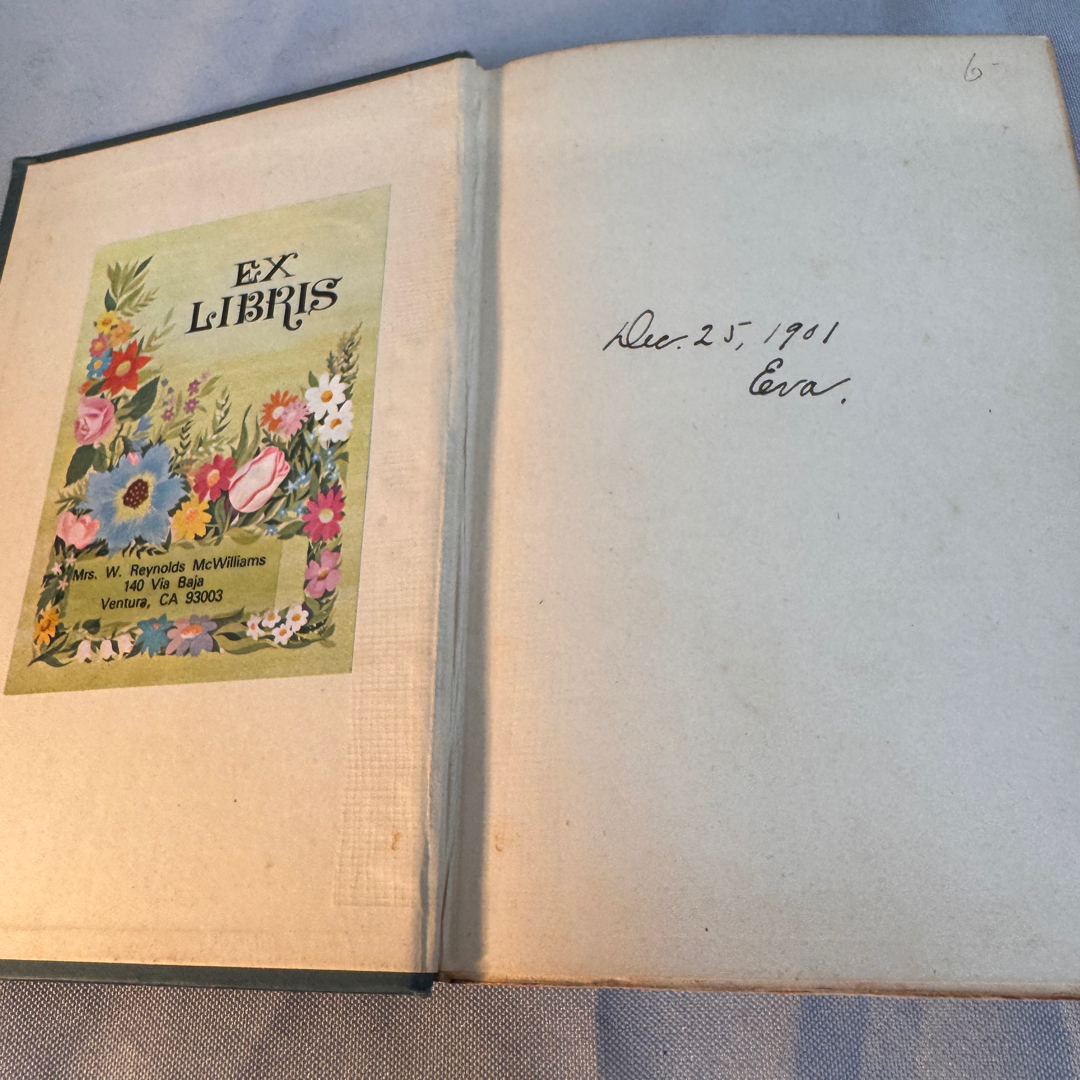 EX
LIBRIS
Mrs. W. Reynolds McWilliams
140 Via Baja
Ventura, CA 93003
6-
Dec. 25, 1901
Eva.